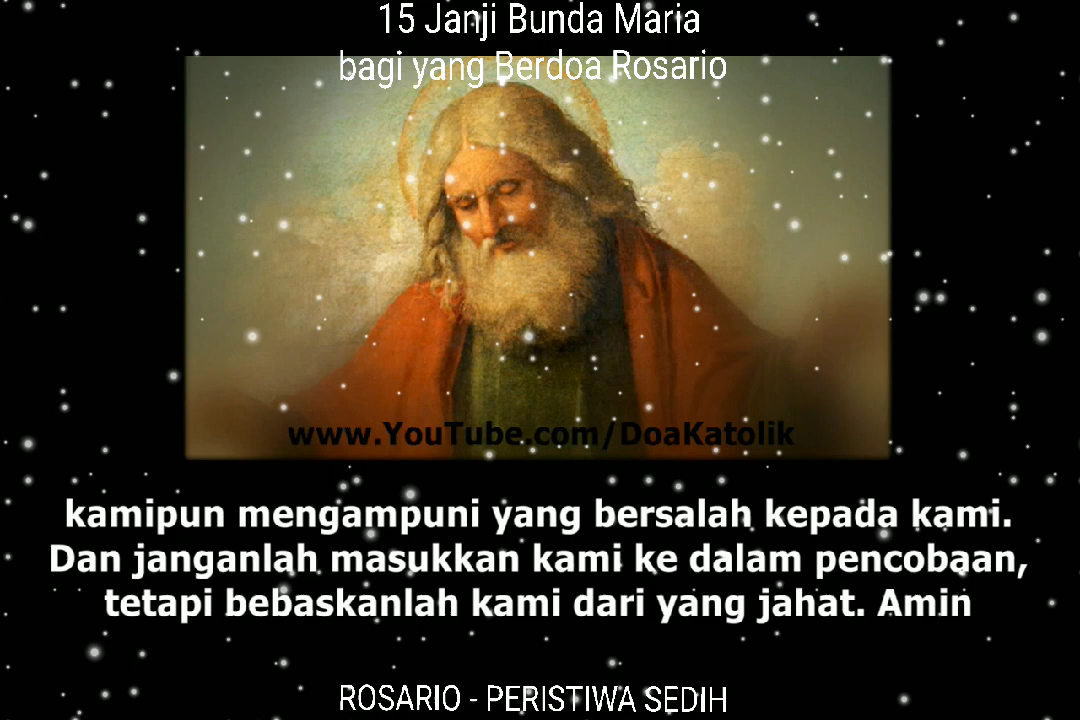 15 Janji Bunda Maria
bagi yang Berdoa Rosario
www.YouTube.com/DoaKatolik
kamipun mengampuni yang bersalah kepada kami.
Dan janganlah masukkan kami ke dalam pencobaan,
tetapi bebaskanlah kami dari yang jahat. Amin
ROSARIO - PERISTIWA SEDIH